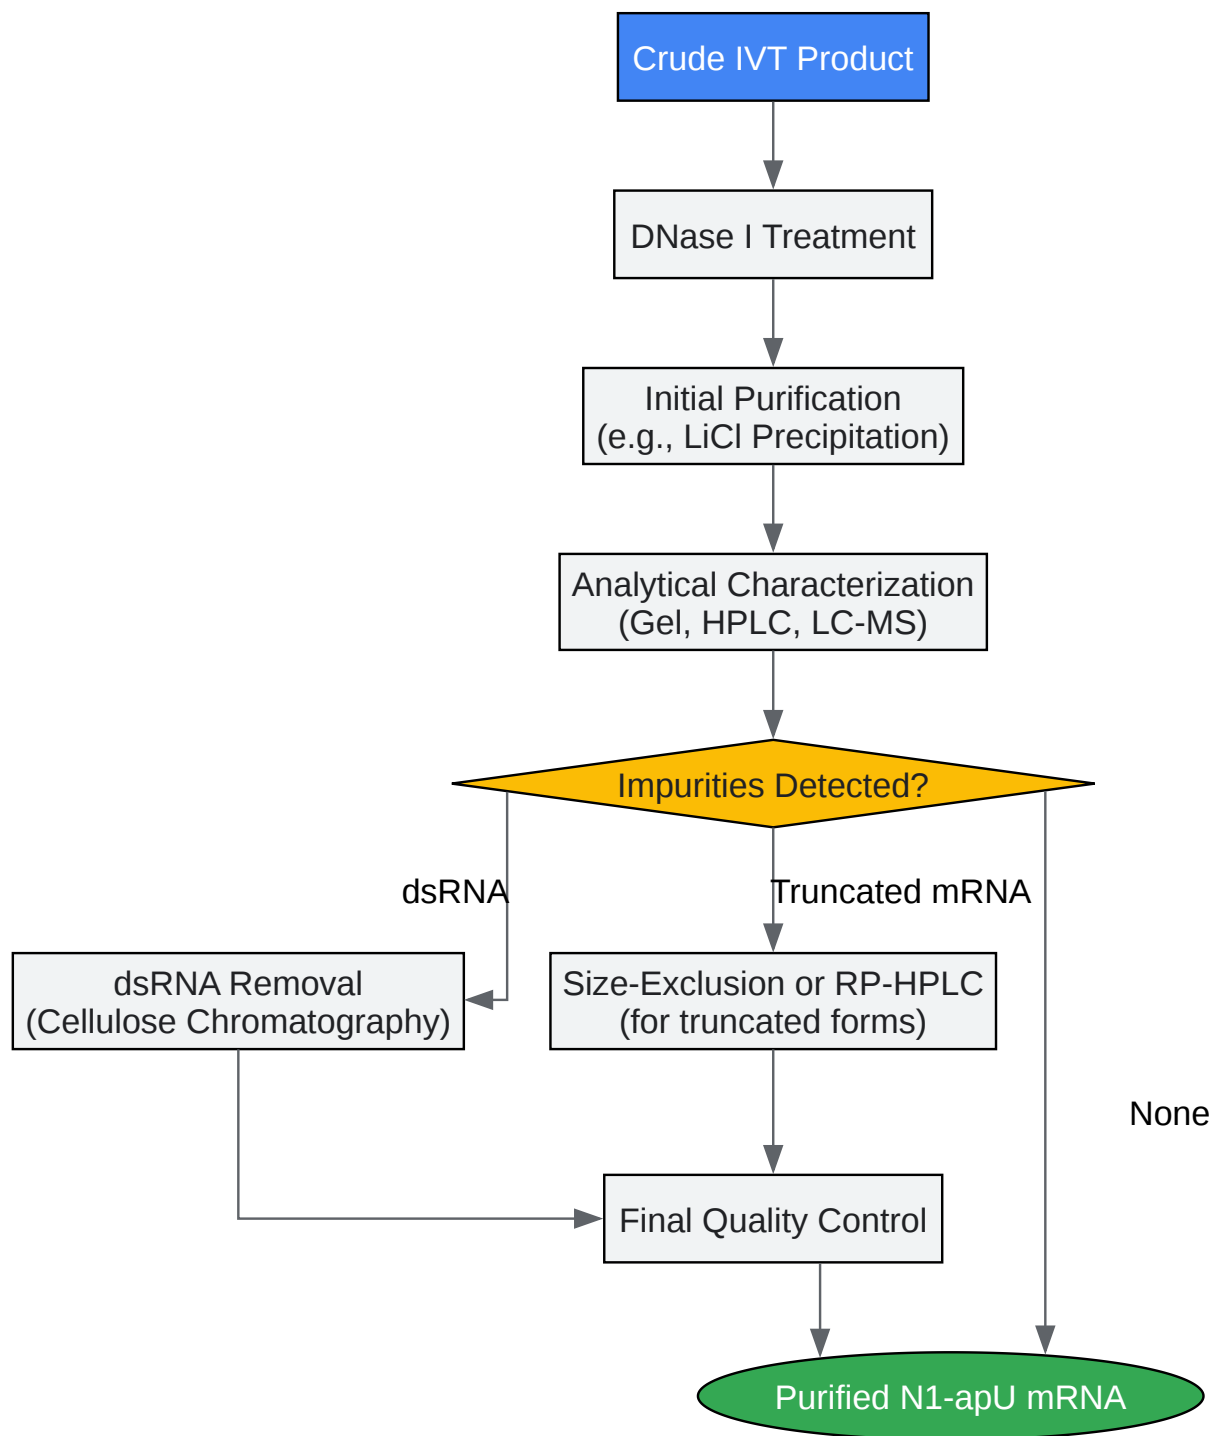 Crude IVT Product
DNase I Treatment
Initial Purification
(e.g., LiCl Precipitation)
Analytical Characterization
(Gel, HPLC, LC-MS)
Impurities Detected?
dsRNA
Truncated mRNA
dsRNA Removal
(Cellulose Chromatography)
Size-Exclusion or RP-HPLC
(for truncated forms)
None
Final Quality Control
Purified N1-apU mRNA